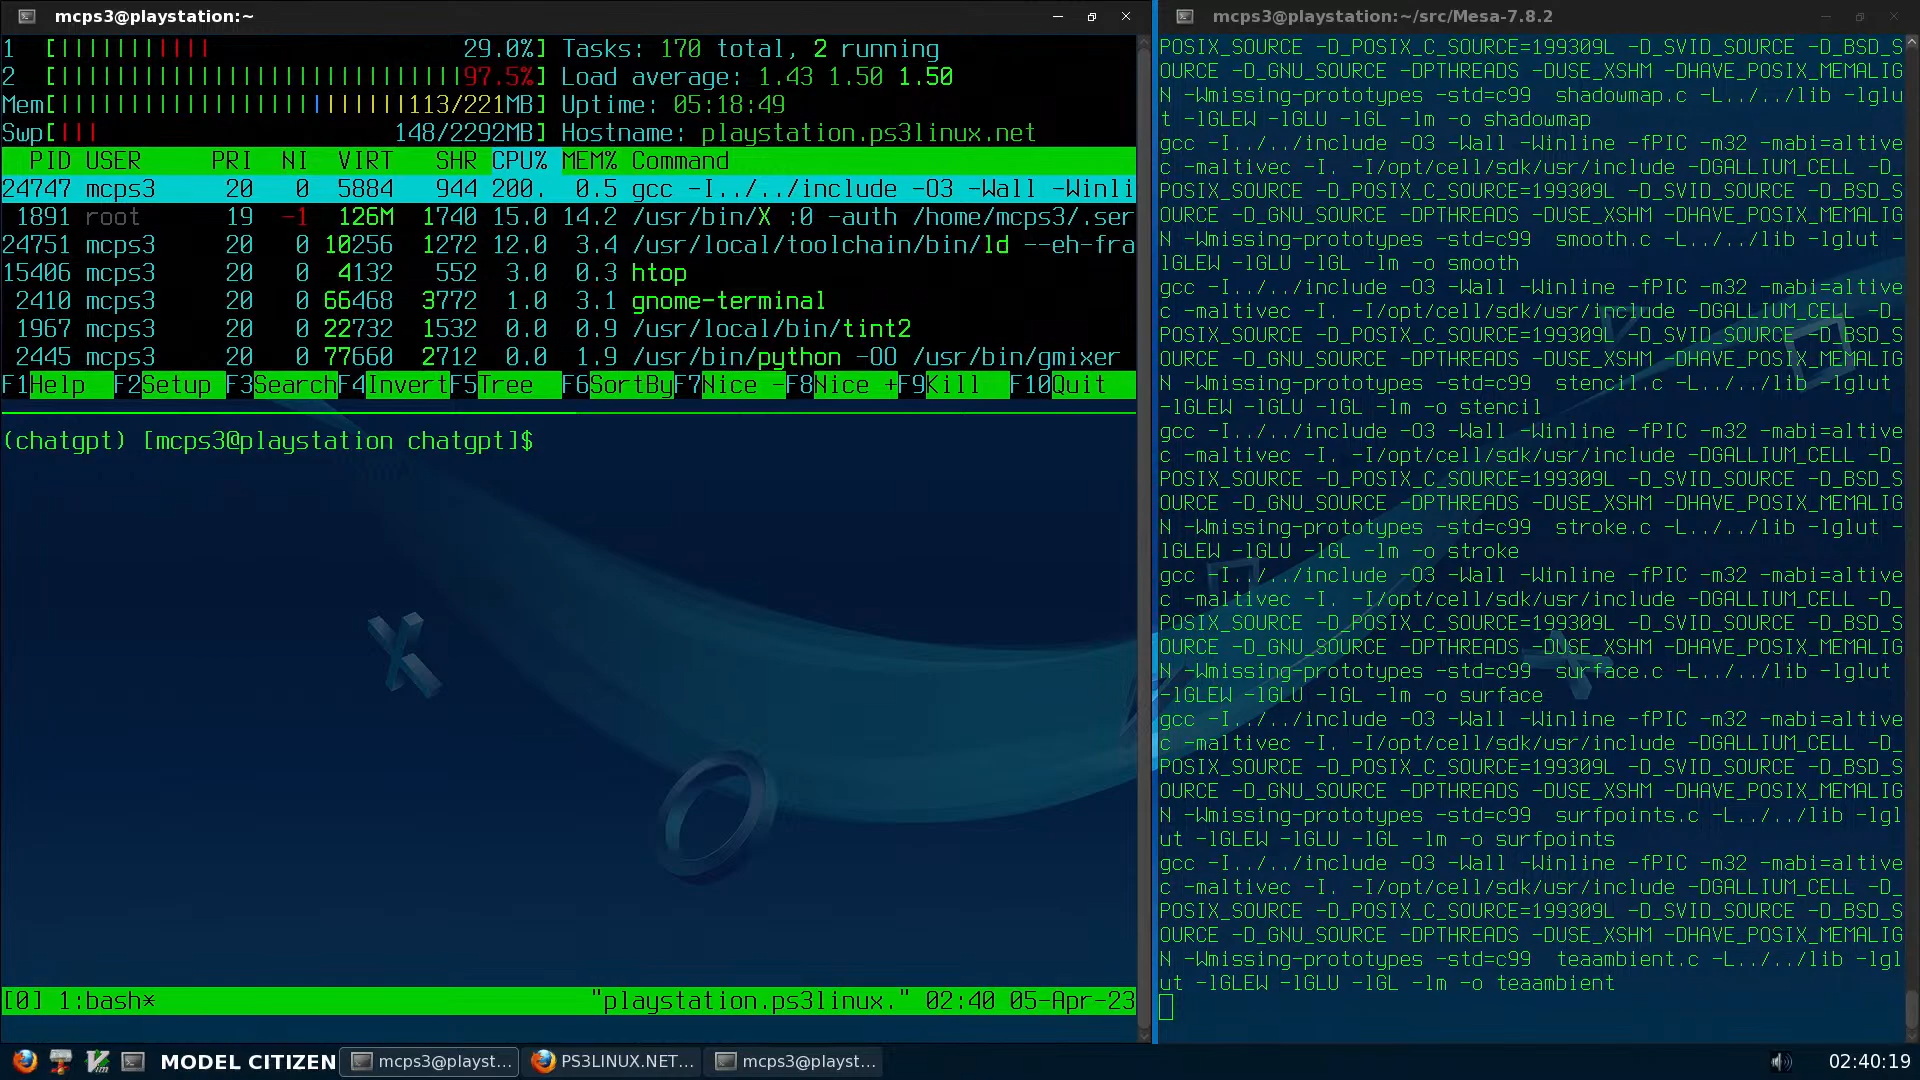 mcps3@playstation:~
1 [||||||||||||	29.0%] Tasks: 170 total, 2 running
2 [||||||||||||||||||||||||||||||97.5%] Load average: 1.43 1.50 1.50
Mem[|||||||||||||||||||||||||113/221MB] Uptime: 05:18:49
Swp[||| 148/2292MB] Hostname: playstation.ps3linux.net
PID USER PRI NI VIRT SHR CPU% MEM% Command
24747 mcps3 20 0 5884 944 200. 0.5 gcc -I../../include -O3 -Wall -Winli
1891 root 19 -1 126M 1740 15.0 14.2 /usr/bin/X :0 -auth /home/mcps3/.ser
24751 mcps3 20 0 10256 1272 12.0 3.4 /usr/local/toolchain/bin/ld --eh-fra
15406 mcps3 20 0 4132 552 3.0 0.3 htop
2410 mcps3 20 0 66468 3772 1.0 3.1 gnome-terminal
1967 mcps3 20 0 22732 1532 0.0 0.9 /usr/local/bin/tint2
2445 mcps3 20 0 77660 2712 0.0 1.9 /usr/bin/python -OO /usr/bin/gmixer
F1Help F2Setup F3SearchF4InvertF5Tree F6SortByF7Nice -F8Nice +F9Kill F10Quit
(chatgpt) [mcps3@playstation chatgpt]$
[0] 1:bash* "playstation.ps3linux." 02:40 05-Apr-23
mcps3@playstation:~/src/Mesa-7.8.2
POSIX_SOURCE -D_POSIX_C_SOURCE=199309L -D_SVID_SOURCE -D_BSD_S
OURCE -D_GNU_SOURCE -DPTHREADS -DUSE_XSHM -DHAVE_POSIX_MEMALIG
N -Wmissing-prototypes -std=c99  shadowmap.c -L../../lib -lglu
t -lGLEW -lGLU -lGL -lm -o shadowmap
gcc -I../../include -O3 -Wall -Winline -fPIC -m32 -mabi=altive
c -maltivec -I. -I/opt/cell/sdk/usr/include -DGALLIUM_CELL -D_
POSIX_SOURCE -D_POSIX_C_SOURCE=199309L -D_SVID_SOURCE -D_BSD_S
OURCE -D_GNU_SOURCE -DPTHREADS -DUSE_XSHM -DHAVE_POSIX_MEMALIG
N -Wmissing-prototypes -std=c99  smooth.c -L../../lib -lglut -
lGLEW -lGLU -lGL -lm -o smooth
gcc -I../../include -O3 -Wall -Winline -fPIC -m32 -mabi=altive
c -maltivec -I. -I/opt/cell/sdk/usr/include -DGALLIUM_CELL -D_
POSIX_SOURCE -D_POSIX_C_SOURCE=199309L -D_SVID_SOURCE -D_BSD_S
OURCE -D_GNU_SOURCE -DPTHREADS -DUSE_XSHM -DHAVE_POSIX_MEMALIG
N -Wmissing-prototypes -std=c99  stencil.c -L../../lib -lglut
-lGLEW -lGLU -lGL -lm -o stencil
gcc -I../../include -O3 -Wall -Winline -fPIC -m32 -mabi=altive
c -maltivec -I. -I/opt/cell/sdk/usr/include -DGALLIUM_CELL -D_
POSIX_SOURCE -D_POSIX_C_SOURCE=199309L -D_SVID_SOURCE -D_BSD_S
OURCE -D_GNU_SOURCE -DPTHREADS -DUSE_XSHM -DHAVE_POSIX_MEMALIG
N -Wmissing-prototypes -std=c99  stroke.c -L../../lib -lglut -
lGLEW -lGLU -lGL -lm -o stroke
gcc -I../../include -O3 -Wall -Winline -fPIC -m32 -mabi=altive
c -maltivec -I. -I/opt/cell/sdk/usr/include -DGALLIUM_CELL -D_
POSIX_SOURCE -D_POSIX_C_SOURCE=199309L -D_SVID_SOURCE -D_BSD_S
OURCE -D_GNU_SOURCE -DPTHREADS -DUSE_XSHM -DHAVE_POSIX_MEMALIG
N -Wmissing-prototypes -std=c99  surface.c -L../../lib -lglut
-lGLEW -lGLU -lGL -lm -o surface
gcc -I../../include -O3 -Wall -Winline -fPIC -m32 -mabi=altive
c -maltivec -I. -I/opt/cell/sdk/usr/include -DGALLIUM_CELL -D_
POSIX_SOURCE -D_POSIX_C_SOURCE=199309L -D_SVID_SOURCE -D_BSD_S
OURCE -D_GNU_SOURCE -DPTHREADS -DUSE_XSHM -DHAVE_POSIX_MEMALIG
N -Wmissing-prototypes -std=c99  surfpoints.c -L../../lib -lgl
ut -lGLEW -lGLU -lGL -lm -o surfpoints
gcc -I../../include -O3 -Wall -Winline -fPIC -m32 -mabi=altive
c -maltivec -I. -I/opt/cell/sdk/usr/include -DGALLIUM_CELL -D_
POSIX_SOURCE -D_POSIX_C_SOURCE=199309L -D_SVID_SOURCE -D_BSD_S
OURCE -D_GNU_SOURCE -DPTHREADS -DUSE_XSHM -DHAVE_POSIX_MEMALIG
N -Wmissing-prototypes -std=c99  teaambient.c -L../../lib -lgl
ut -lGLEW -lGLU -lGL -lm -o teaambient
MODEL CITIZEN mcps3@playst... PS3LINUX.NET... mcps3@playst... 02:40:19